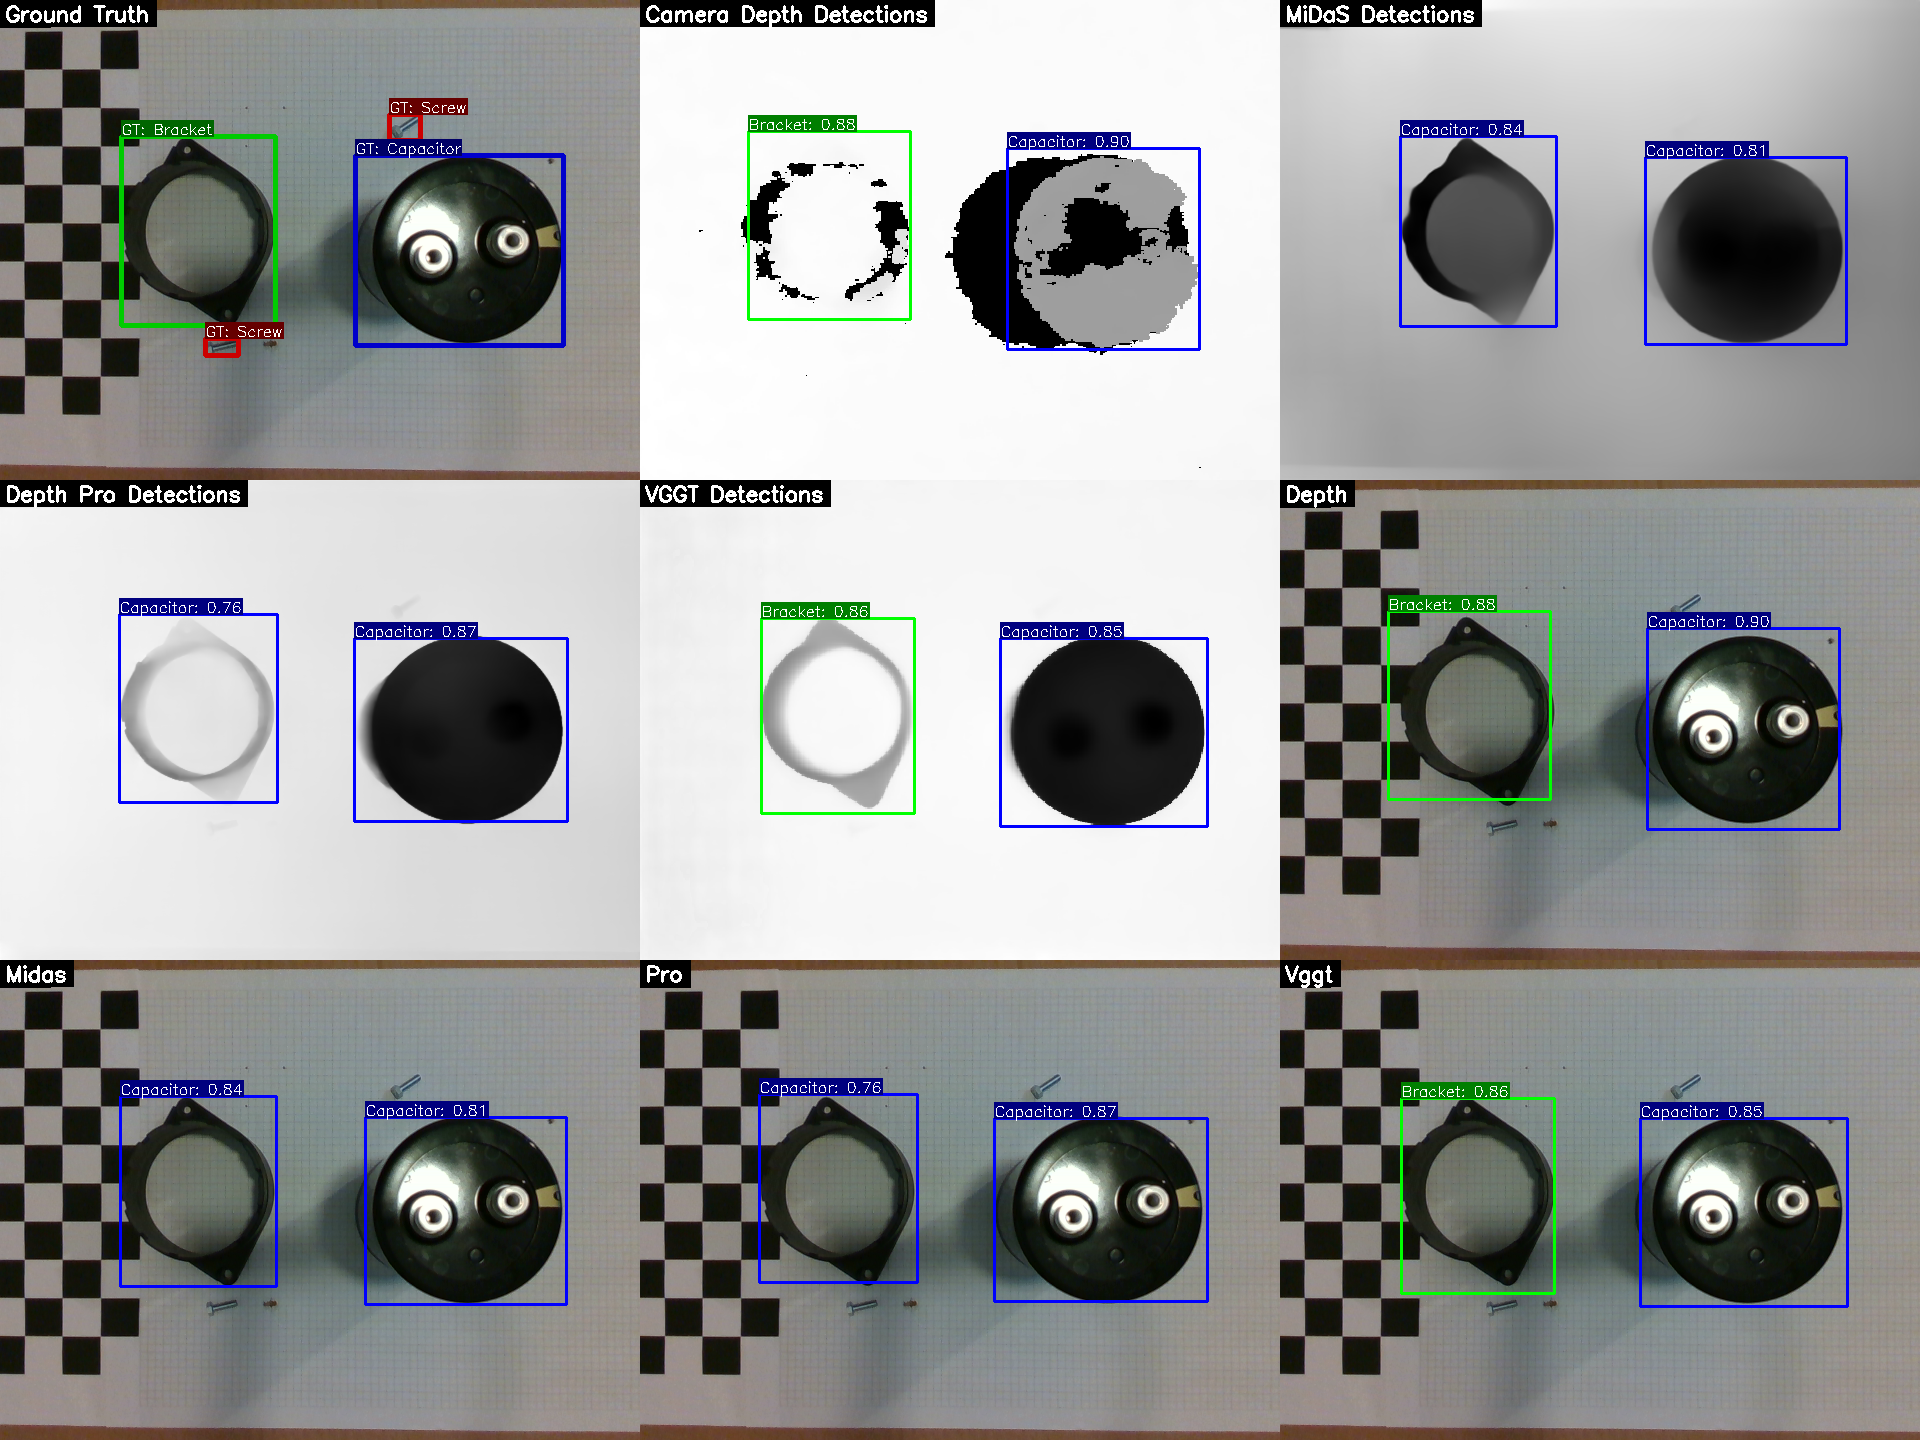 Ground Truth
GT: Screw
GT: Bracket
GT: Capacitor
GT: Screw
Camera Depth Detections
Bracket: 0.88
Capacitor: 0.90
MiDaS Detections
Capacitor: 0.84
Capacitor: 0.81
Depth Pro Detections
Capacitor: 0.76
Capacitor: 0.87
VGGT Detections
Bracket: 0.86
Capacitor: 0.85
Depth
Bracket: 0.88
Capacitor: 0.90
Midas
Capacitor: 0.84
Capacitor: 0.81
Pro
Capacitor: 0.76
Capacitor: 0.87
Vggt
Bracket: 0.86
Capacitor: 0.85